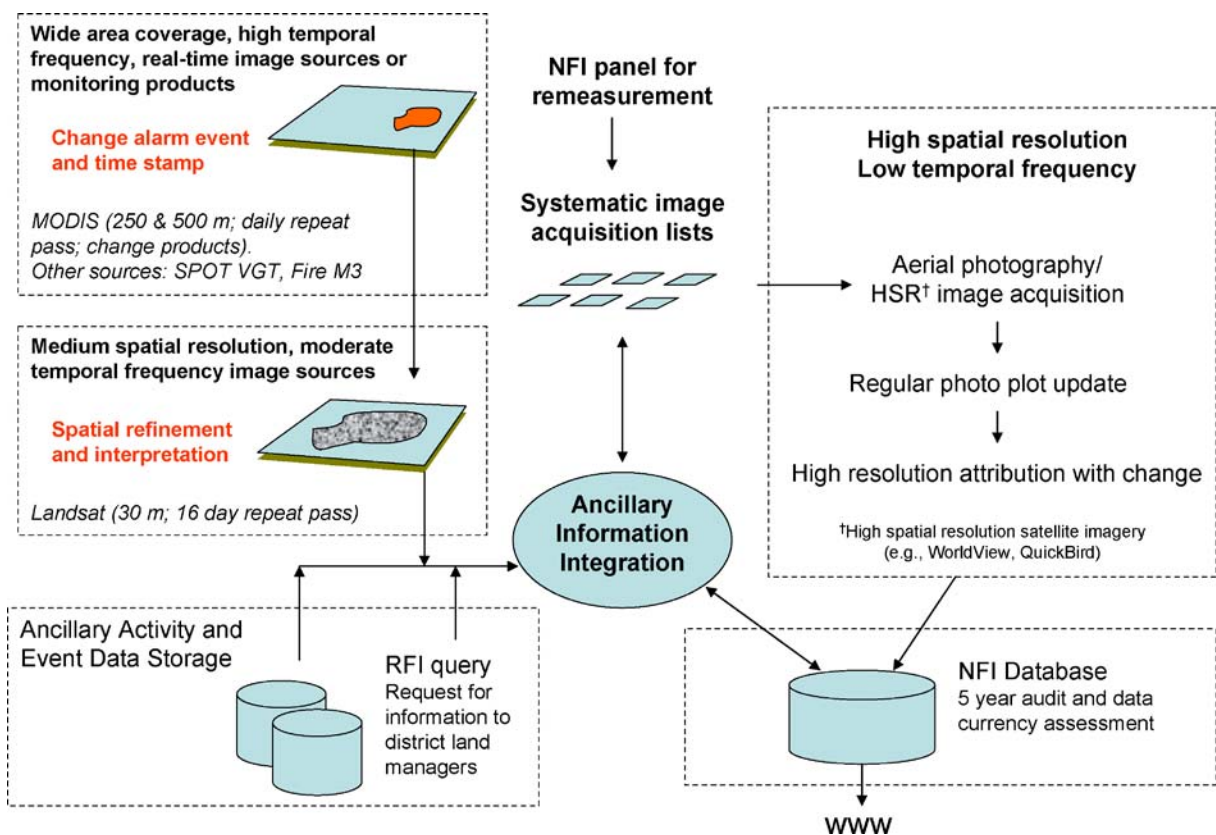 Wide area coverage, high temporal
frequency, real-time image sources or
monitoring products
Change alarm event
and time stamp
MODIS (250 & 500 m; daily repeat
pass; change products).
Other sources: SPOT VGT, Fire M3
Medium spatial resolution, moderate
temporal frequency image sources
Spatial refinement
and interpretation
Landsat (30 m; 16 day repeat pass)
Ancillary Activity and
Event Data Storage
RFI query
Request for
information to
district land
managers
NFI panel for
remeasurement
Systematic image
acquisition lists
Ancillary
Information
Integration
High spatial resolution
Low temporal frequency
Aerial photography/
HSR† image acquisition
Regular photo plot update
High resolution attribution with change
†High spatial resolution satellite imagery
(e.g., WorldView, QuickBird)
NFI Database
5 year audit and data
currency assessment
www